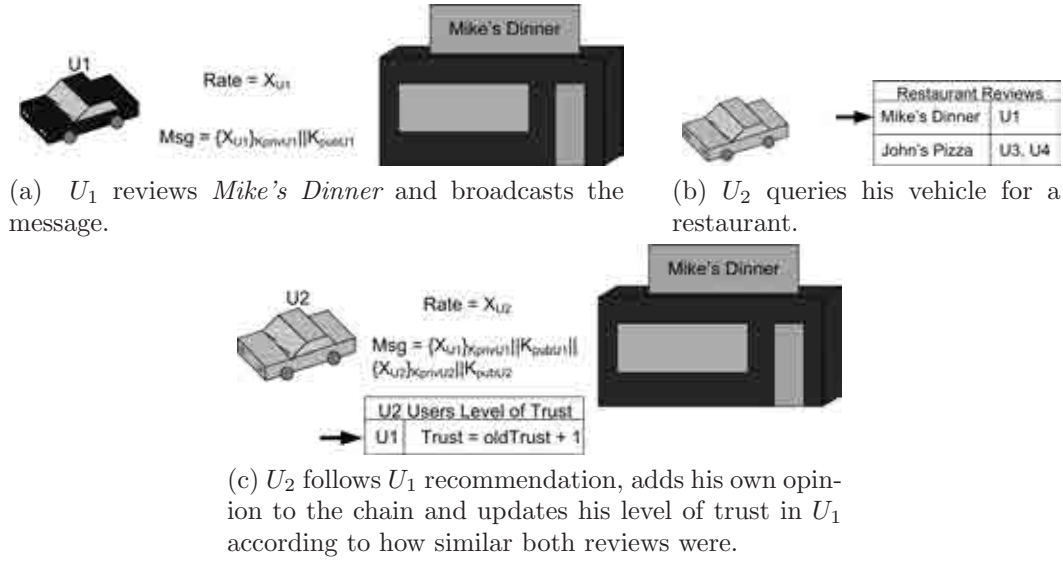 Mike's Dinner
U1
Rate = X_U1
Msg = {X_U1}_KprivU1||K_pubU1
(a) U₁ reviews Mike's Dinner and broadcasts the
message.
Restaurant Reviews
Mike's Dinner U1
John's Pizza U3, U4
(b) U₂ queries his vehicle for a
restaurant.
Mike's Dinner
U2
Rate = X_U2
Msg = {X_U1}_KprivU1||K_pubU1||
{X_U2}_KprivU2||K_pubU2
U2 Users Level of Trust
U1 Trust = oldTrust + 1
(c) U₂ follows U₁ recommendation, adds his own opin-
ion to the chain and updates his level of trust in U₁
according to how similar both reviews were.